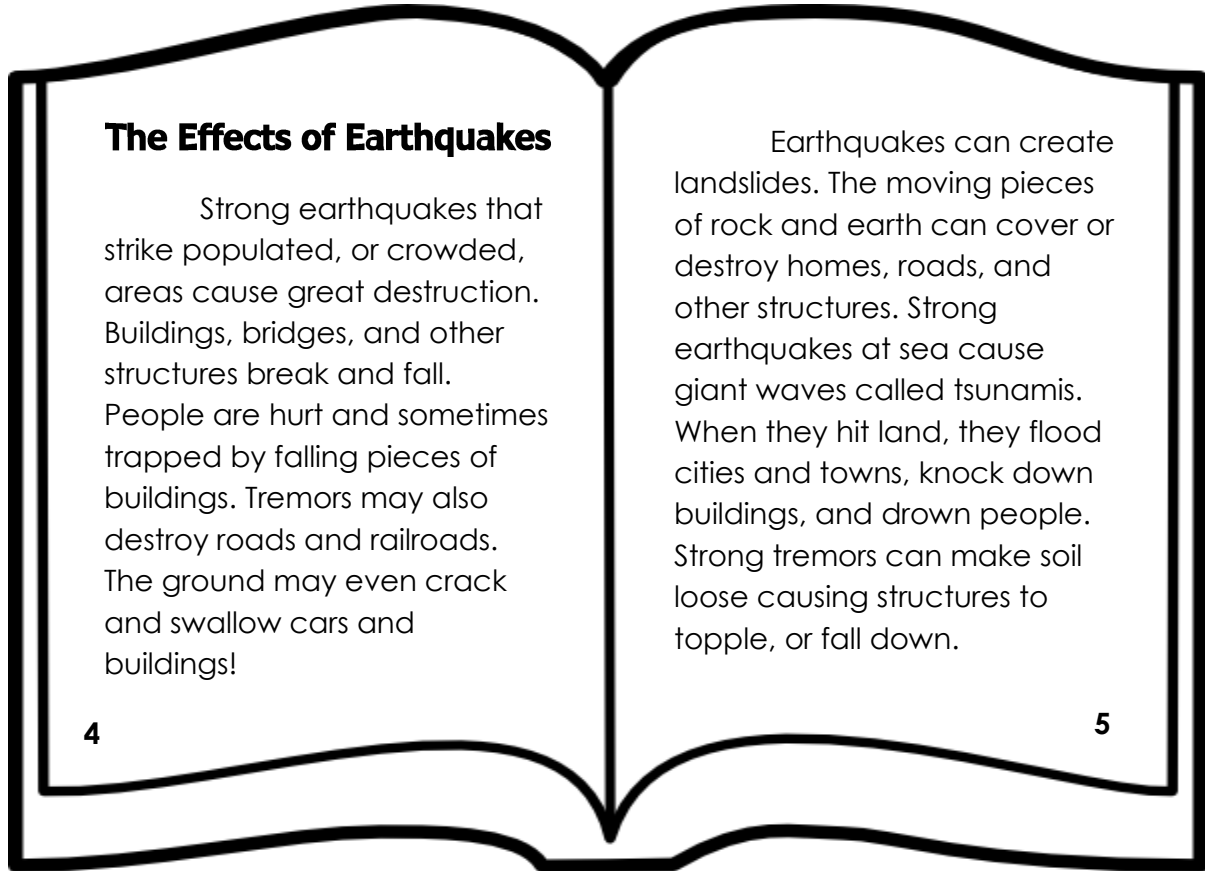 The Effects of Earthquakes
Strong earthquakes that
strike populated, or crowded,
areas cause great destruction.
Buildings, bridges, and other
structures break and fall.
People are hurt and sometimes
trapped by falling pieces of
buildings. Tremors may also
destroy roads and railroads.
The ground may even crack
and swallow cars and
buildings!
4
Earthquakes can create
landslides. The moving pieces
of rock and earth can cover or
destroy homes, roads, and
other structures. Strong
earthquakes at sea cause
giant waves called tsunamis.
When they hit land, they flood
cities and towns, knock down
buildings, and drown people.
Strong tremors can make soil
loose causing structures to
topple, or fall down.
5